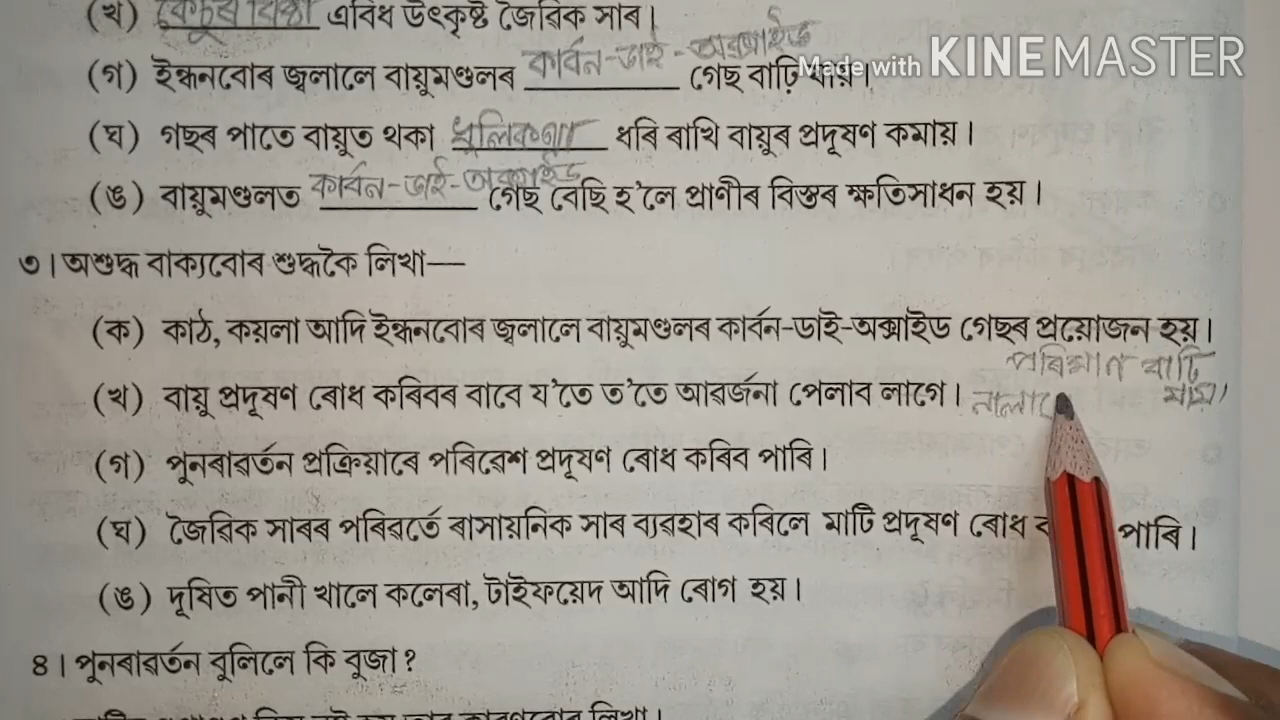 (খ) কেঁচুৰ বিষ্ঠা এবিধ উৎকৃষ্ট জৈৱিক সাৰ।
(গ) ইন্ধনবোৰ জ্বলালে বায়ুমণ্ডলৰ কাৰ্বন-ডাই-অক্সাইড গেছ বাঢ়ি যায়।
Made with KINEMASTER
(ঘ) গছৰ পাতে বায়ুত থকা ধূলিকণা ধৰি ৰাখি বায়ুৰ প্ৰদূষণ কমায়।
(ঙ) বায়ুমণ্ডলত কাৰ্বন-ডাই-অক্সাইড গেছ বেছি হ'লে প্ৰাণীৰ বিস্তৰ ক্ষতিসাধন হয়।
৩। অশুদ্ধ বাক্যবোৰ শুদ্ধকৈ লিখা—
(ক) কাঠ, কয়লা আদি ইন্ধনবোৰ জ্বলালে বায়ুমণ্ডলৰ কাৰ্বন-ডাই-অক্সাইড গেছৰ প্ৰয়োজন হয়।
পৰিমাণ বাঢ়ি
যায়।
(খ) বায়ু প্ৰদূষণ ৰোধ কৰিবৰ বাবে য'তে ত'তে আৱৰ্জনা পেলাব লাগে। নালাগে
(গ) পুনৰাৱৰ্তন প্ৰক্ৰিয়াৰে পৰিৱেশ প্ৰদূষণ ৰোধ কৰিব পাৰি।
(ঘ) জৈৱিক সাৰৰ পৰিৱৰ্তে ৰাসায়নিক সাৰ ব্যৱহাৰ কৰিলে মাটি প্ৰদূষণ ৰোধ পাৰি।
(ঙ) দূষিত পানী খালে কলেৰা, টাইফয়েদ আদি ৰোগ হয়।
৪। পুনৰাৱৰ্তন বুলিলে কি বুজা?